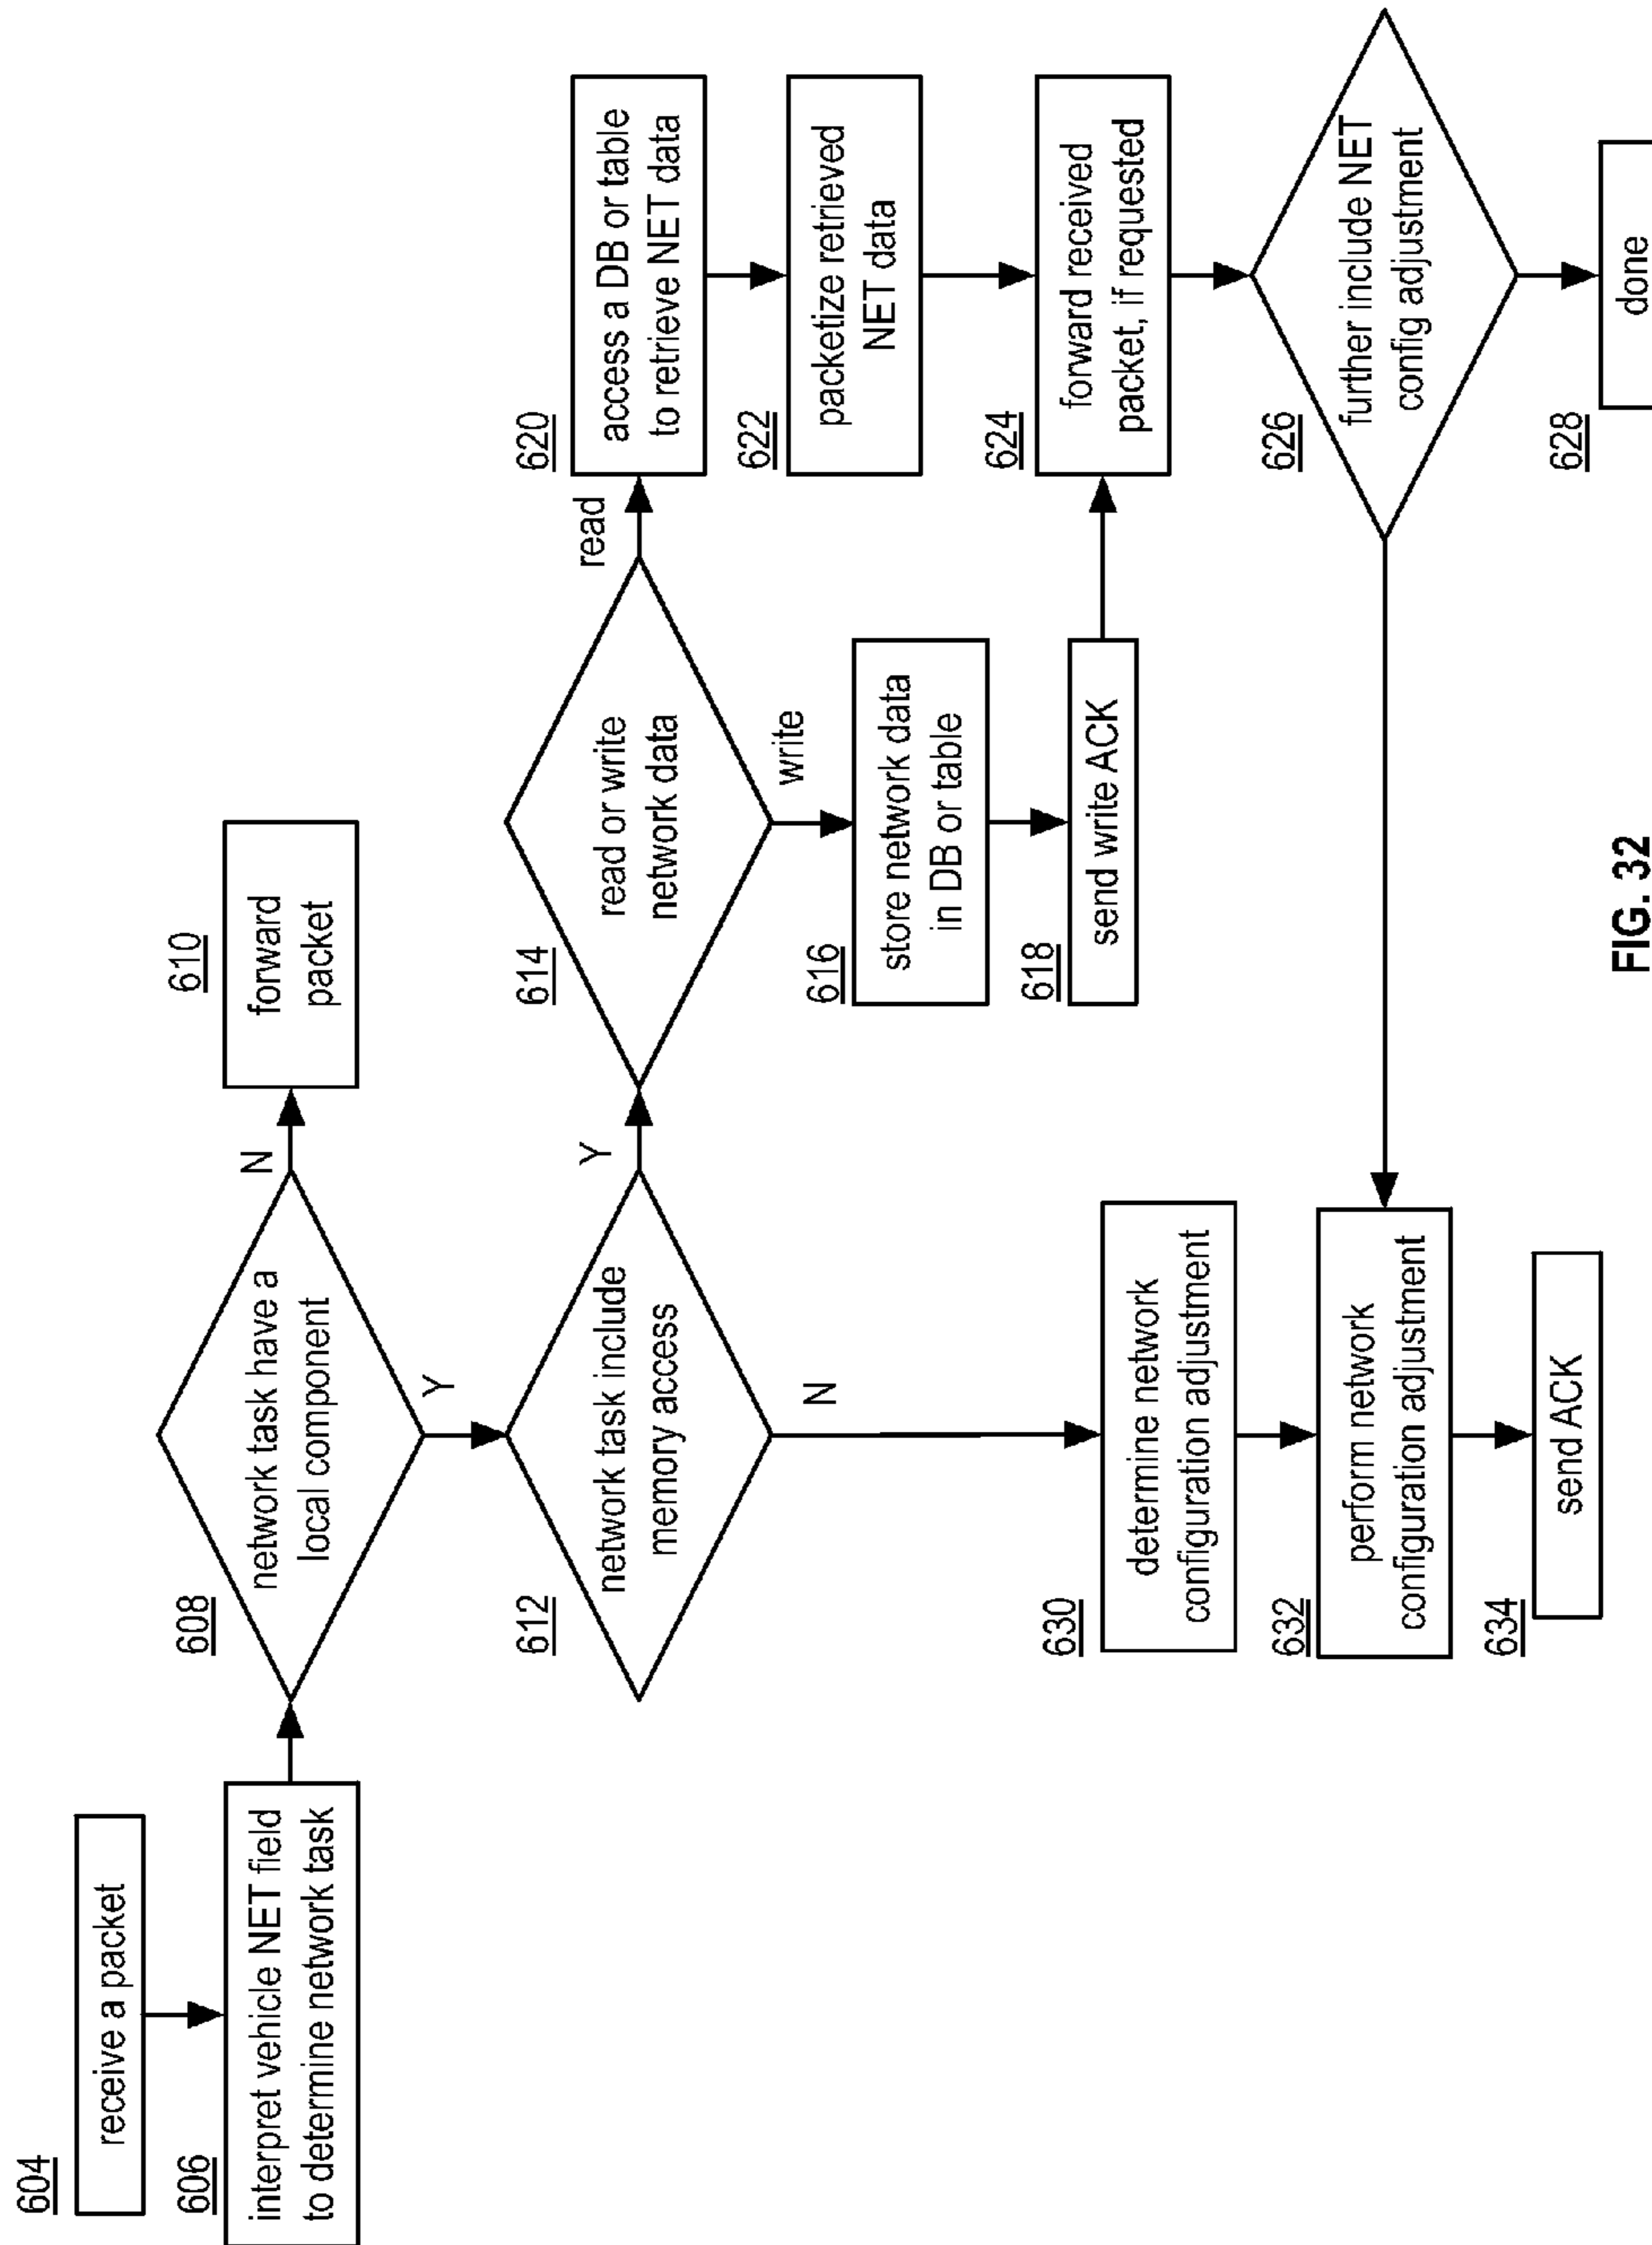 604
receive a packet
606
interpret vehicle NET field
to determine network task
608
network task have a
local component
N
610
forward
packet
Y
612
network task include
memory access
Y
614
read or write
network data
read
620
access a DB or table
to retrieve NET data
622
packetize retrieved
NET data
write
616
store network data
in DB or table
618
send write ACK
624
forward received
packet, if requested
626
further include NET
config adjustment
628
done
N
630
determine network
configuration adjustment
632
perform network
configuration adjustment
634
send ACK
FIG. 32